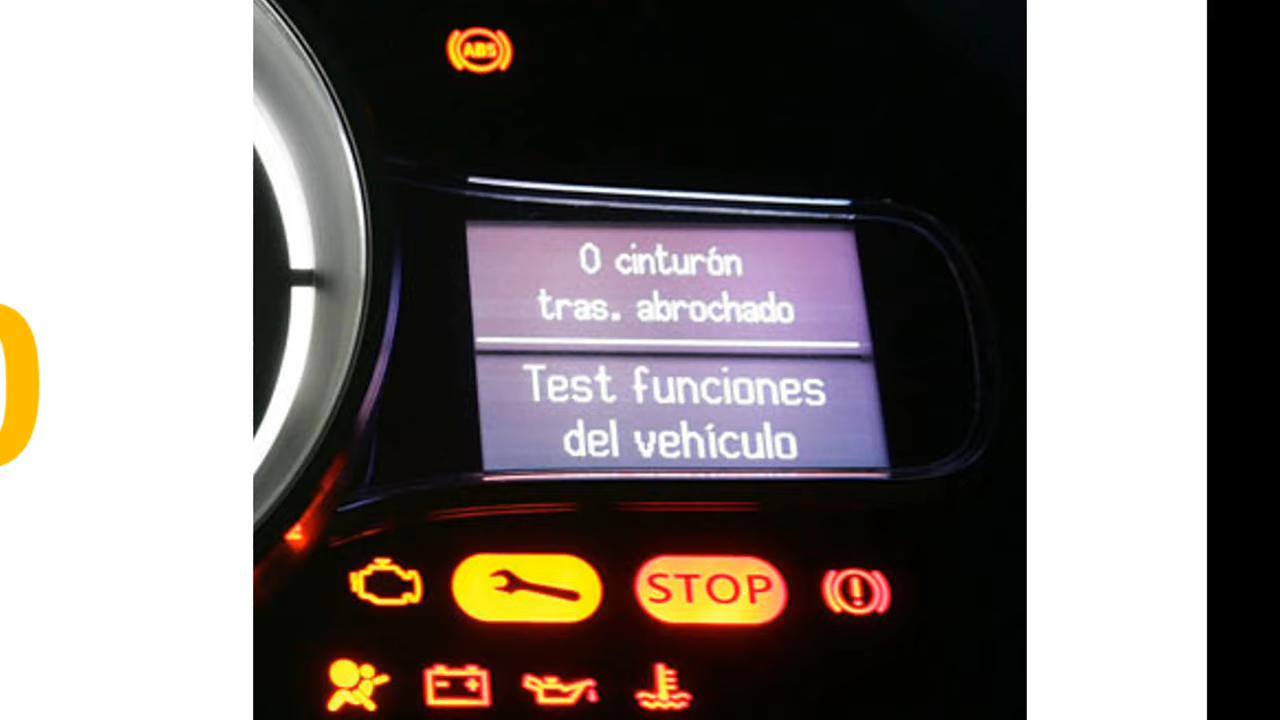 ABS
0 cinturón
tras. abrochado
Test funciones
del vehículo
STOP